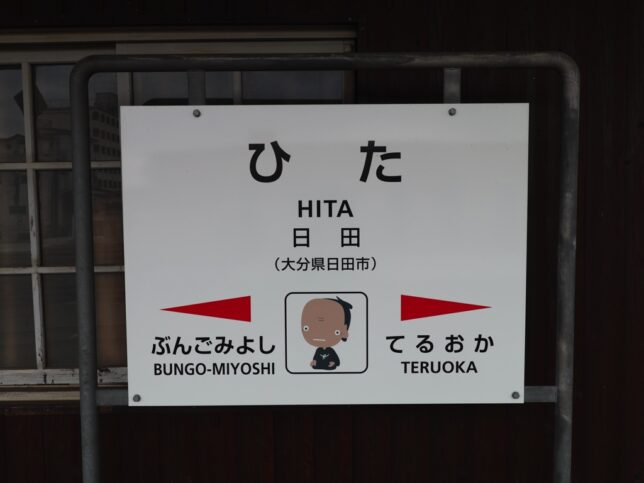 ひた
HITA
日田
（大分県日田市）
ぶんごみよし
BUNGO-MIYOSHI
てるおか
TERUOKA